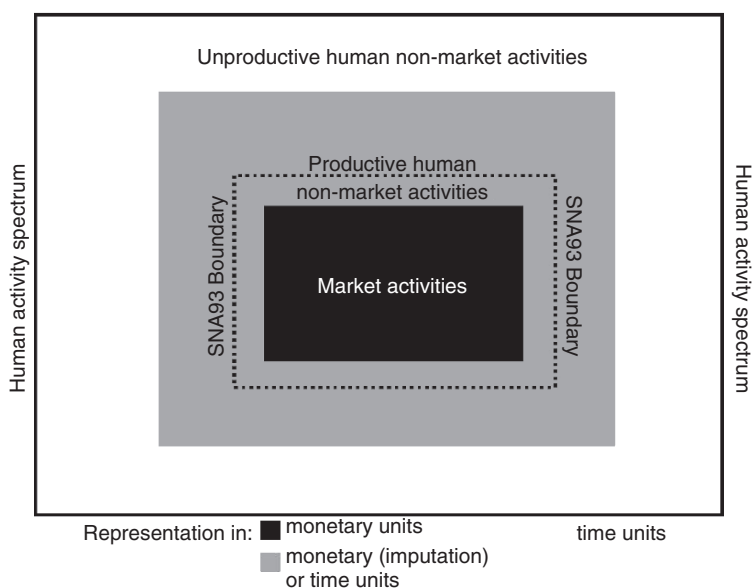 Unproductive human non-market activities
Human activity spectrum
Productive human
non-market activities
SNA93 Boundary
Market activities
SNA93 Boundary
Human activity spectrum
Representation in:
monetary units
time units
monetary (imputation)
or time units